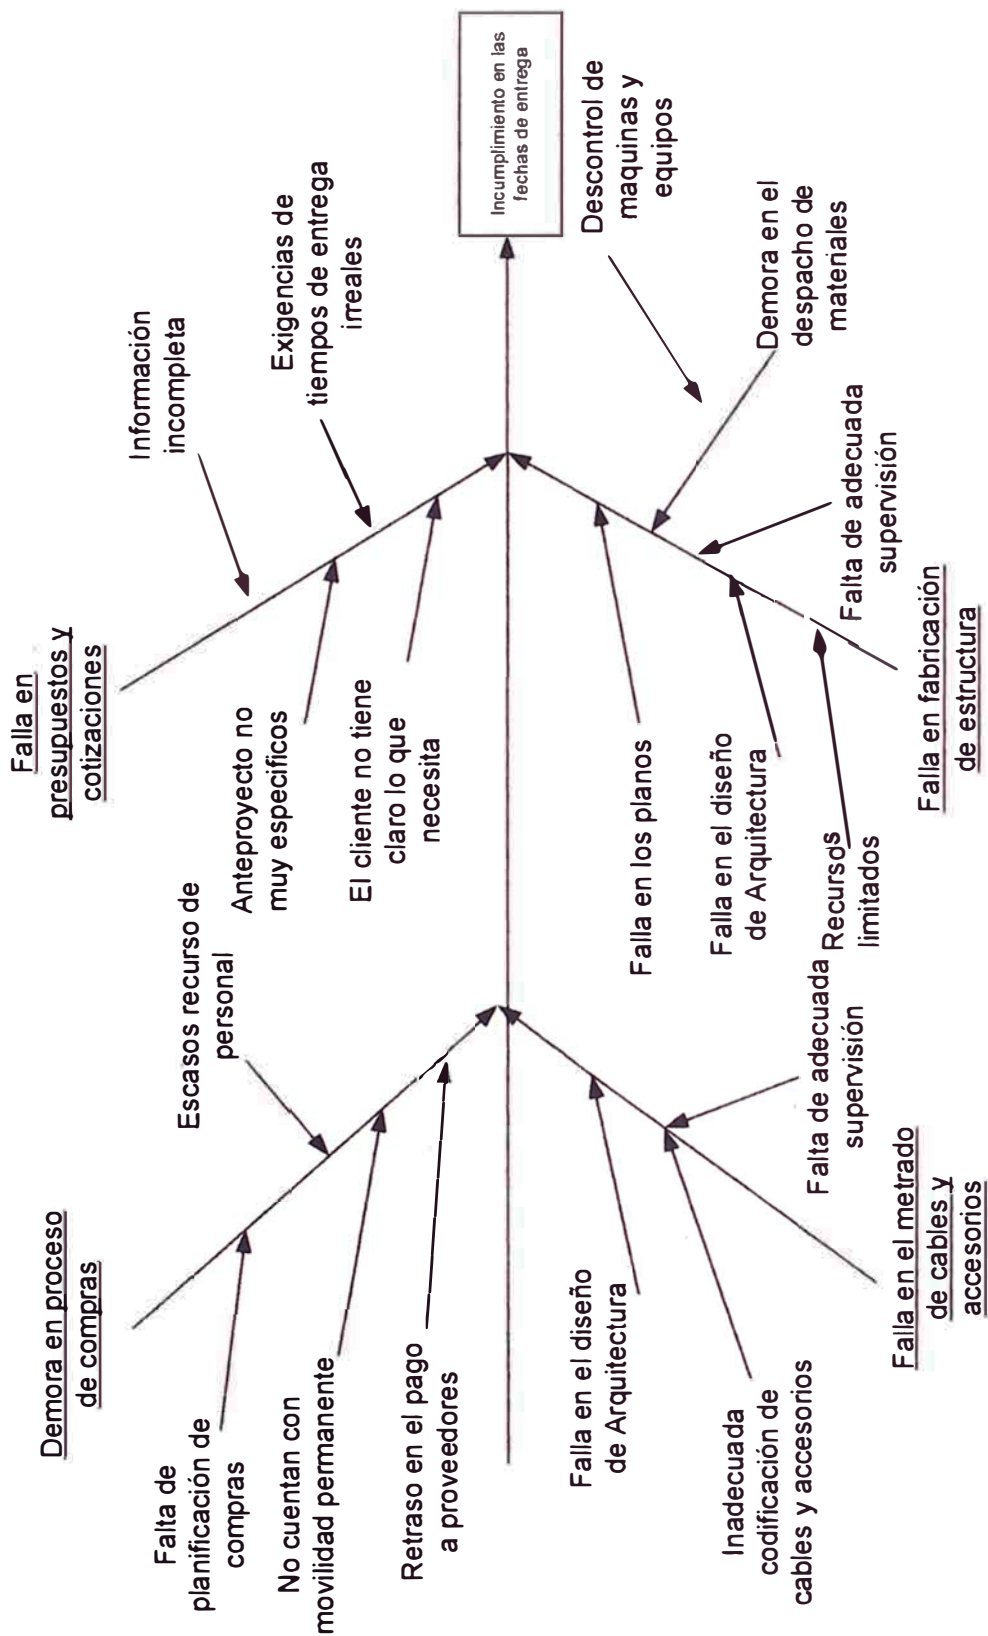 Demora en proceso
de compras
Falta de
planificación de
compras
No cuentan con
movilidad permanente
Retraso en el pago
a proveedores
Escasos recurso de
personal
Falla en
presupuestos y
cotizaciones
Anteproyecto no
muy especificos
El cliente no tiene
claro lo que
necesita
Información
incompleta
Exigencias de
tiempos de entrega
irreales
Incumplimiento en las
fechas de entrega
Falla en el diseño
de Arquitectura
Inadecuada
codificación de
cables y accesorios
Falta de adecuada
supervisión
Falla en el metrado
de cables y
accesorios
Falla en los planos
Falla en el diseño
de Arquitectura
Recursos
limitados
Falta de adecuada
supervisión
Demora en el
despacho de
materiales
Descontrol de
maquinas y
equipos
Falla en fabricación
de estructura